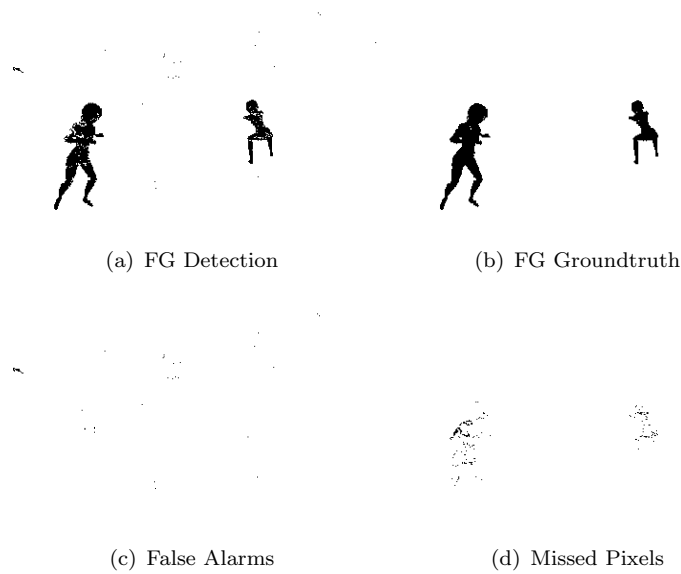 (a) FG Detection
(b) FG Groundtruth
(c) False Alarms
(d) Missed Pixels